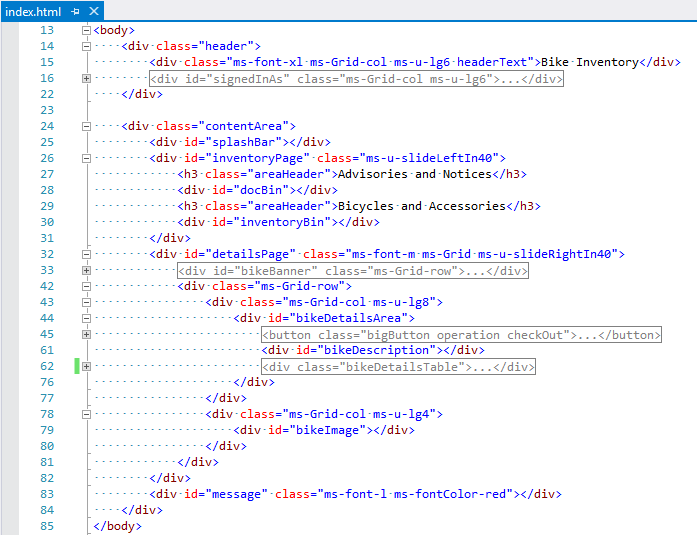 index.html
13 <body>
14 <div class="header">
15 <div class="ms-font-xl ms-Grid-col ms-u-lg6 headerText">Bike Inventory</div>
16 <div id="signedInAs" class="ms-Grid-col ms-u-lg6">...</div>
22 </div>
23
24 <div class="contentArea">
25 <div id="splashBar"></div>
26 <div id="inventoryPage" class="ms-u-slideLeftIn40">
27 <h3 class="areaHeader">Advisories and Notices</h3>
28 <div id="docBin"></div>
29 <h3 class="areaHeader">Bicycles and Accessories</h3>
30 <div id="inventoryBin"></div>
31 </div>
32 <div id="detailsPage" class="ms-font-m ms-Grid ms-u-slideRightIn40">
33 <div id="bikeBanner" class="ms-Grid-row">...</div>
42 <div class="ms-Grid-row">
43 <div class="ms-Grid-col ms-u-lg8">
44 <div id="bikeDetailsArea">
45 <button class="bigButton operation checkOut">...</button>
61 <div id="bikeDescription"></div>
62 <div class="bikeDetailsTable">...</div>
76 </div>
77 </div>
78 <div class="ms-Grid-col ms-u-lg4">
79 <div id="bikeImage"></div>
80 </div>
81 </div>
82 </div>
83 <div id="message" class="ms-font-l ms-fontColor-red"></div>
84 </div>
85 </body>